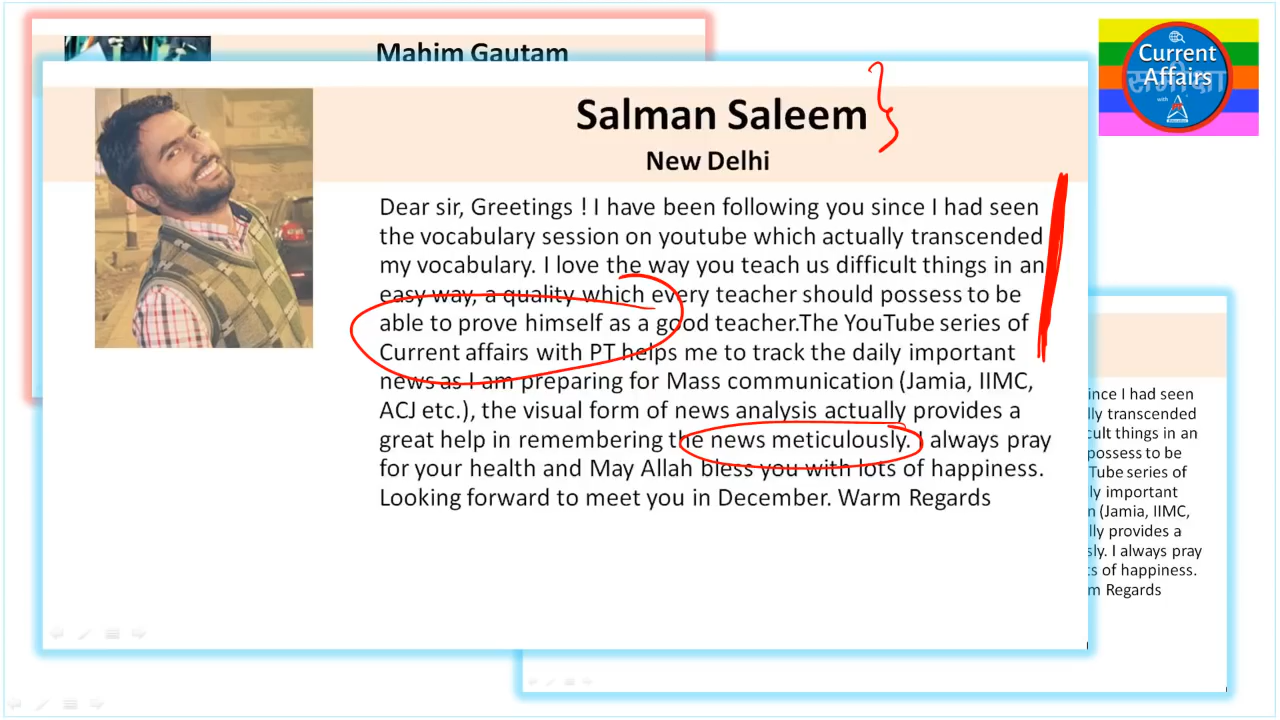 Mahim Gautam
Current
Affairs
with
Salman Saleem
New Delhi
Dear sir, Greetings ! I have been following you since I had seen
the vocabulary session on youtube which actually transcended
my vocabulary. I love the way you teach us difficult things in an
easy way, a quality which every teacher should possess to be
able to prove himself as a good teacher.The YouTube series of
Current affairs with PT helps me to track the daily important
news as I am preparing for Mass communication (Jamia, IIMC,
ACJ etc.), the visual form of news analysis actually provides a
great help in remembering the news meticulously. I always pray
for your health and May Allah bless you with lots of happiness.
Looking forward to meet you in December. Warm Regards
ince I had seen
lly transcended
cult things in an
possess to be
Tube series of
ly important
n (Jamia, IIMC,
lly provides a
sly. I always pray
ts of happiness.
m Regards